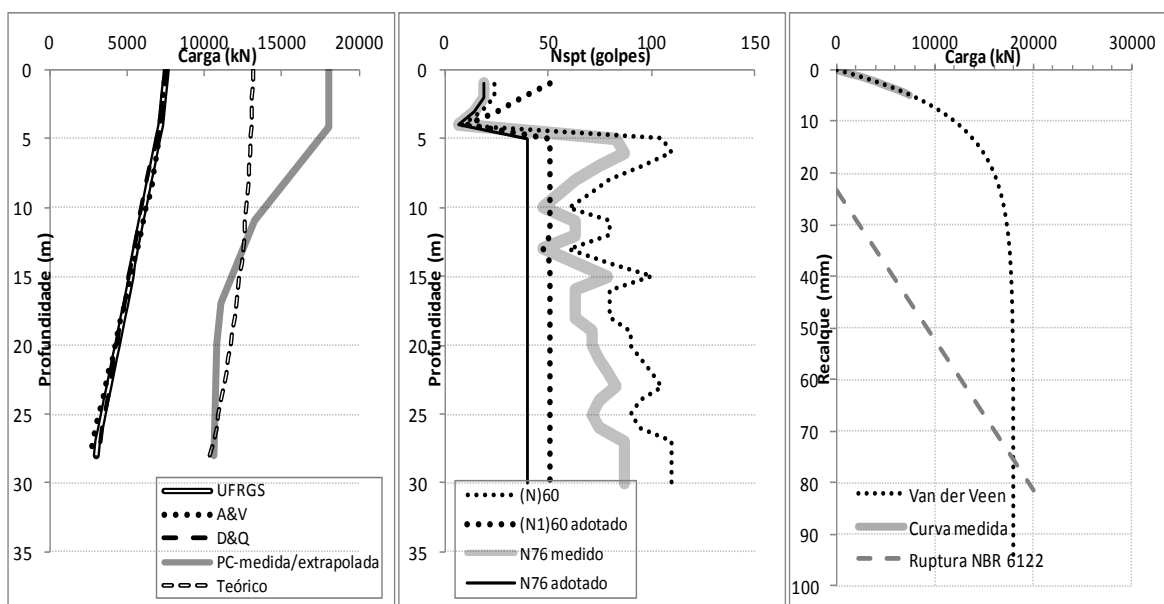 0 5000 10000 15000 20000
Carga (kN)
0
5
10
15
20
25
30
35
Profundidade (m)
UFRGS
A&V
D&Q
PC-medida/extrapolada
Teórico
Nspt (golpes)
0 50 100 150
0
5
10
15
20
25
30
35
Profundidade (m)
(N)60
(N1)60 adotado
N76 medido
N76 adotado
0 10000 20000 30000
Carga (kN)
0
10
20
30
40
50
60
70
80
90
100
Recalque (mm)
Van der Veen
Curva medida
Ruptura NBR 6122